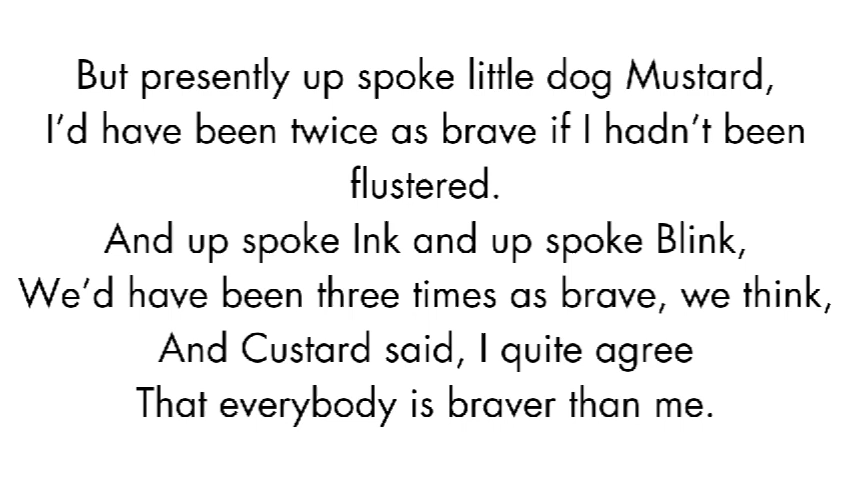 But presently up spoke little dog Mustard,
I’d have been twice as brave if I hadn’t been
flustered.
And up spoke Ink and up spoke Blink,
We’d have been three times as brave, we think,
And Custard said, I quite agree
That everybody is braver than me.